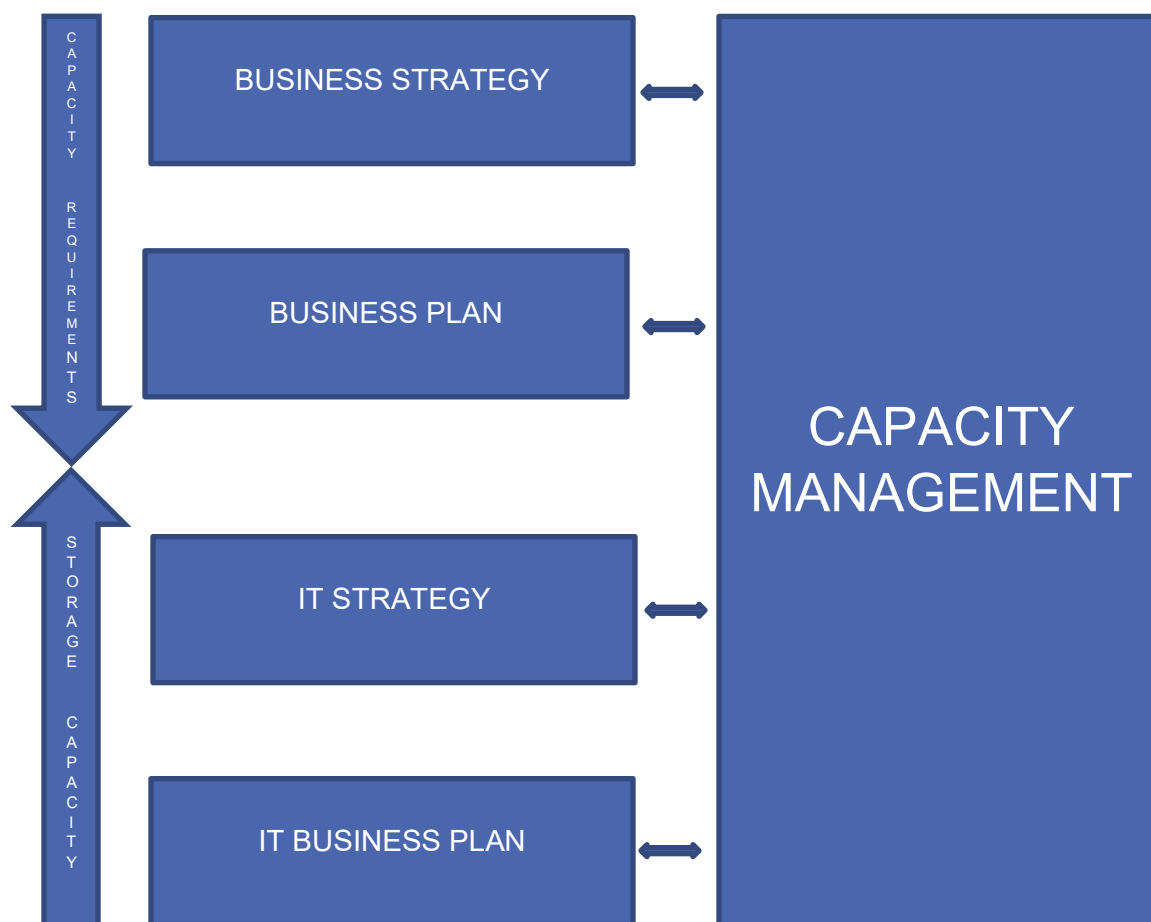 CAPACITY REQUIREMENTS
BUSINESS STRATEGY
BUSINESS PLAN
STORAGE CAPACITY
IT STRATEGY
IT BUSINESS PLAN
CAPACITY
MANAGEMENT